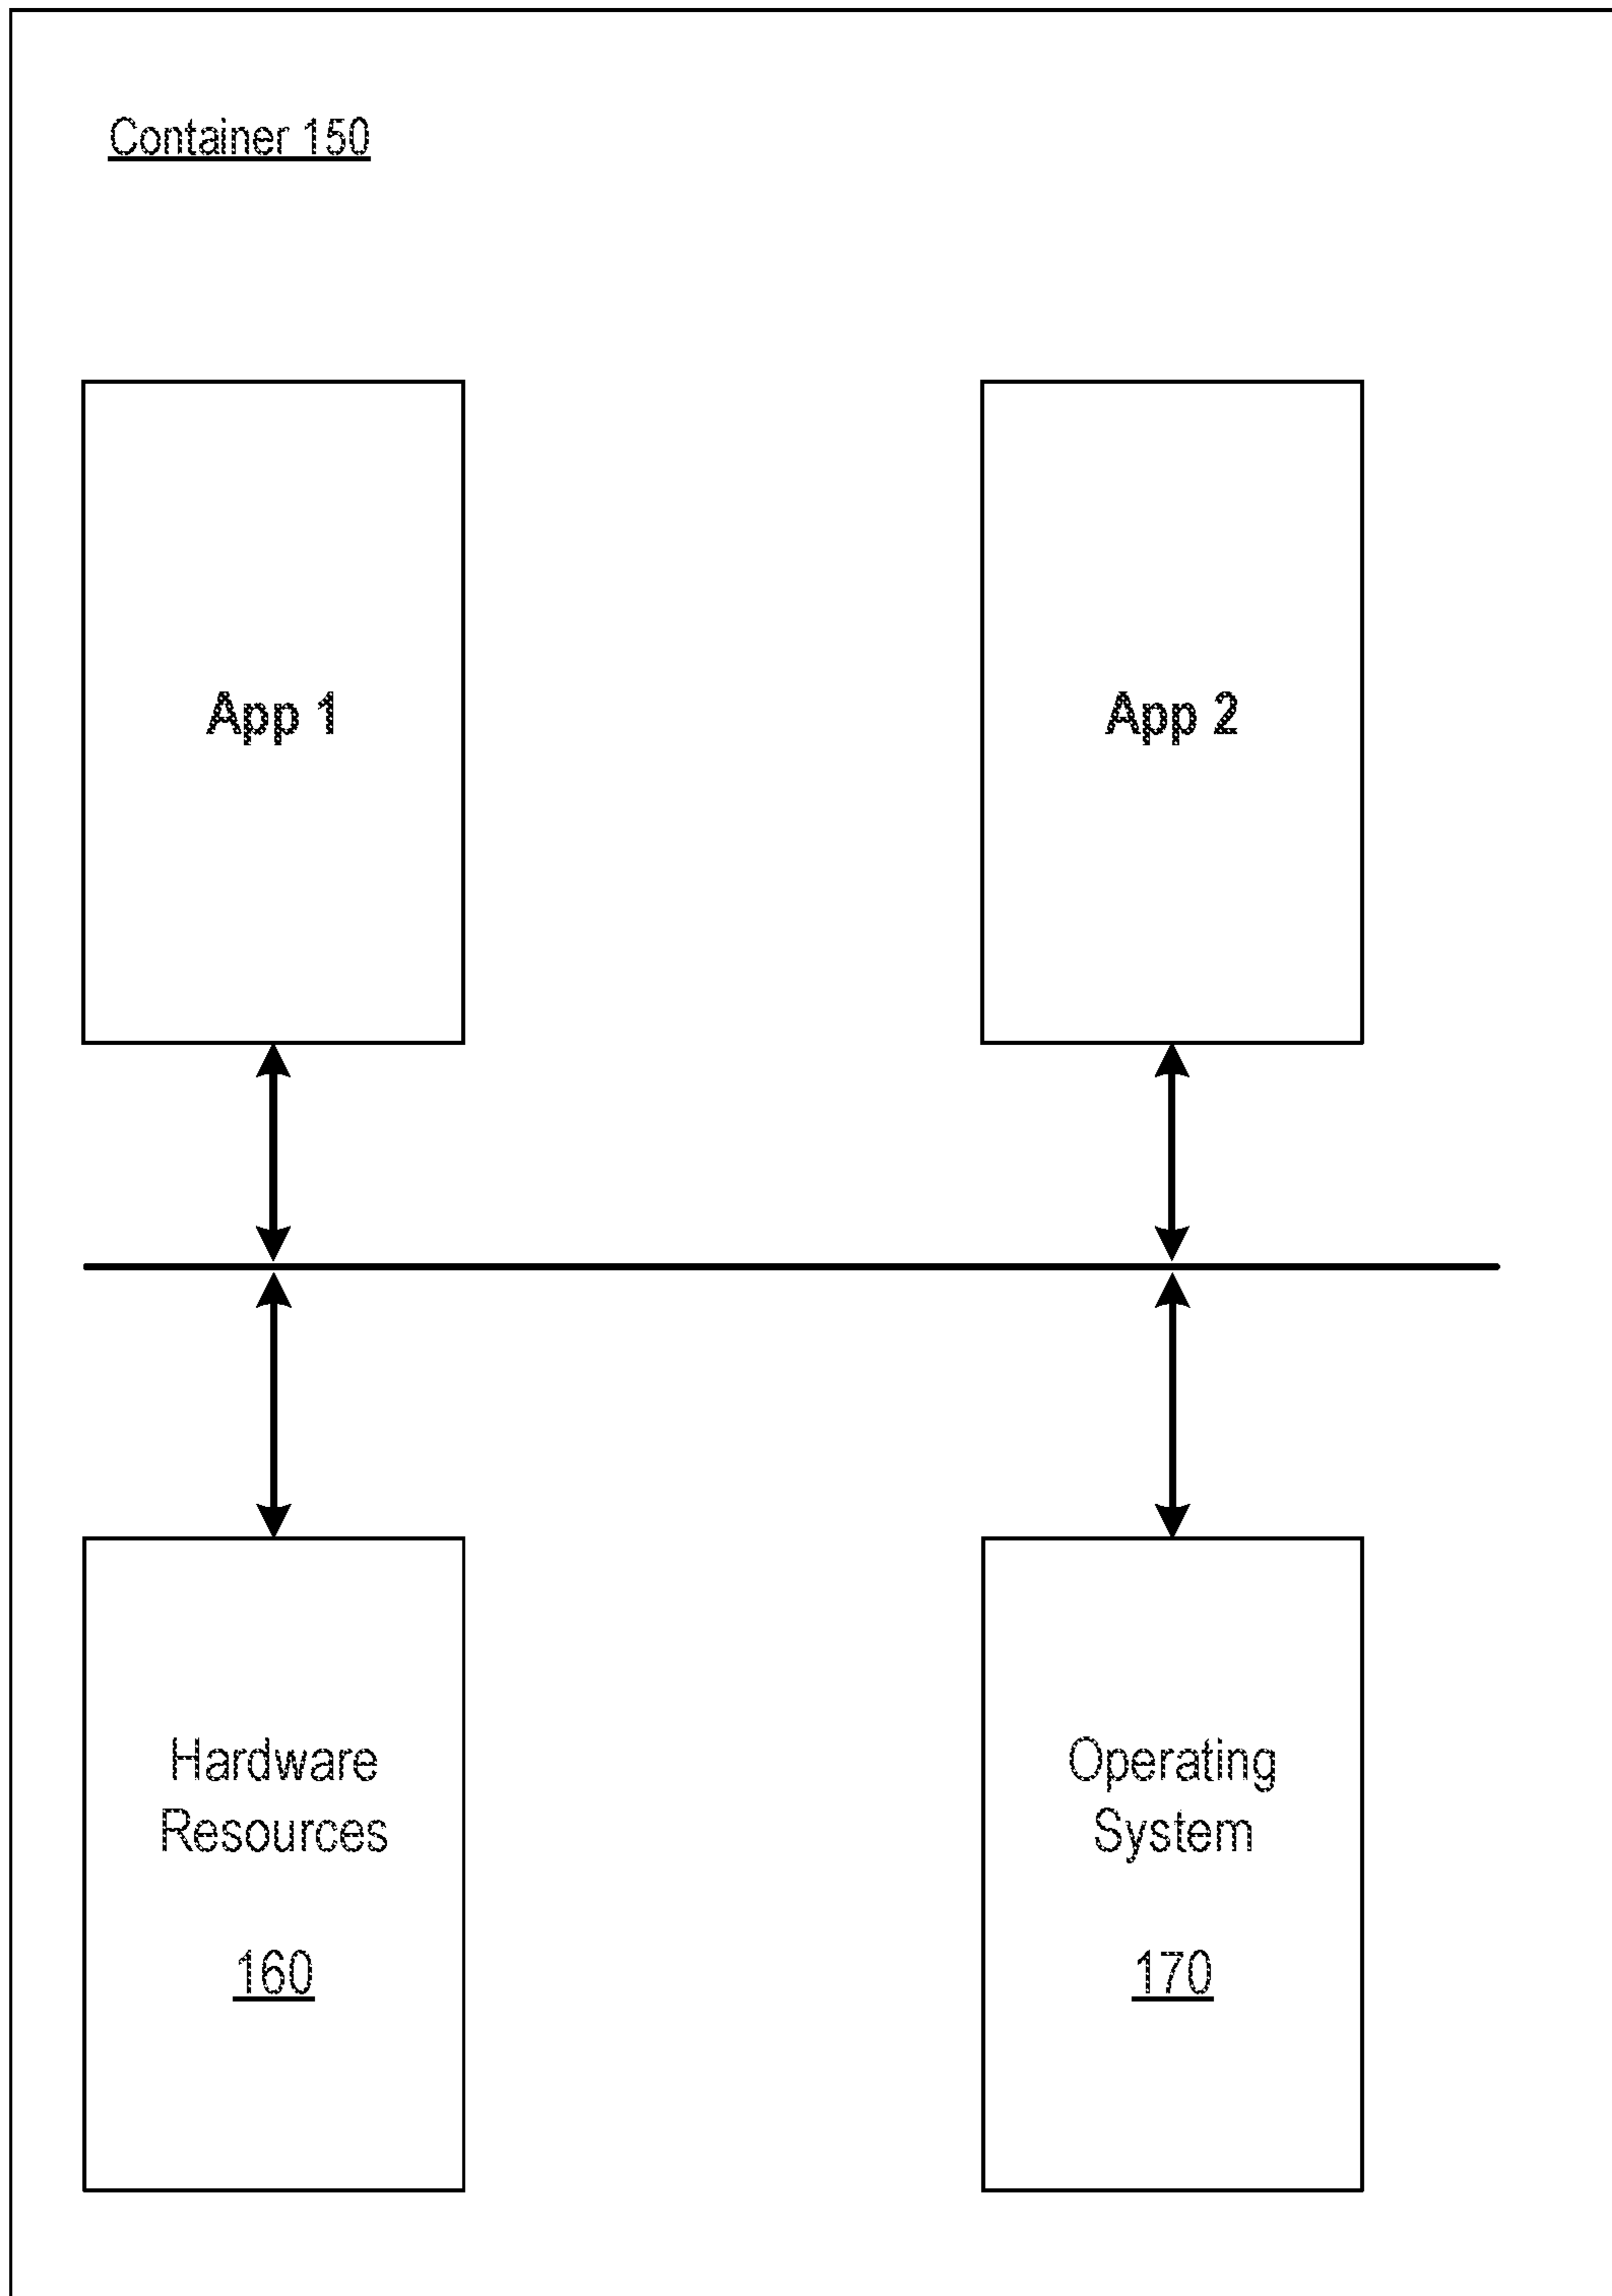 Container 150
App 1
App 2
Hardware
Resources
160
Operating
System
170